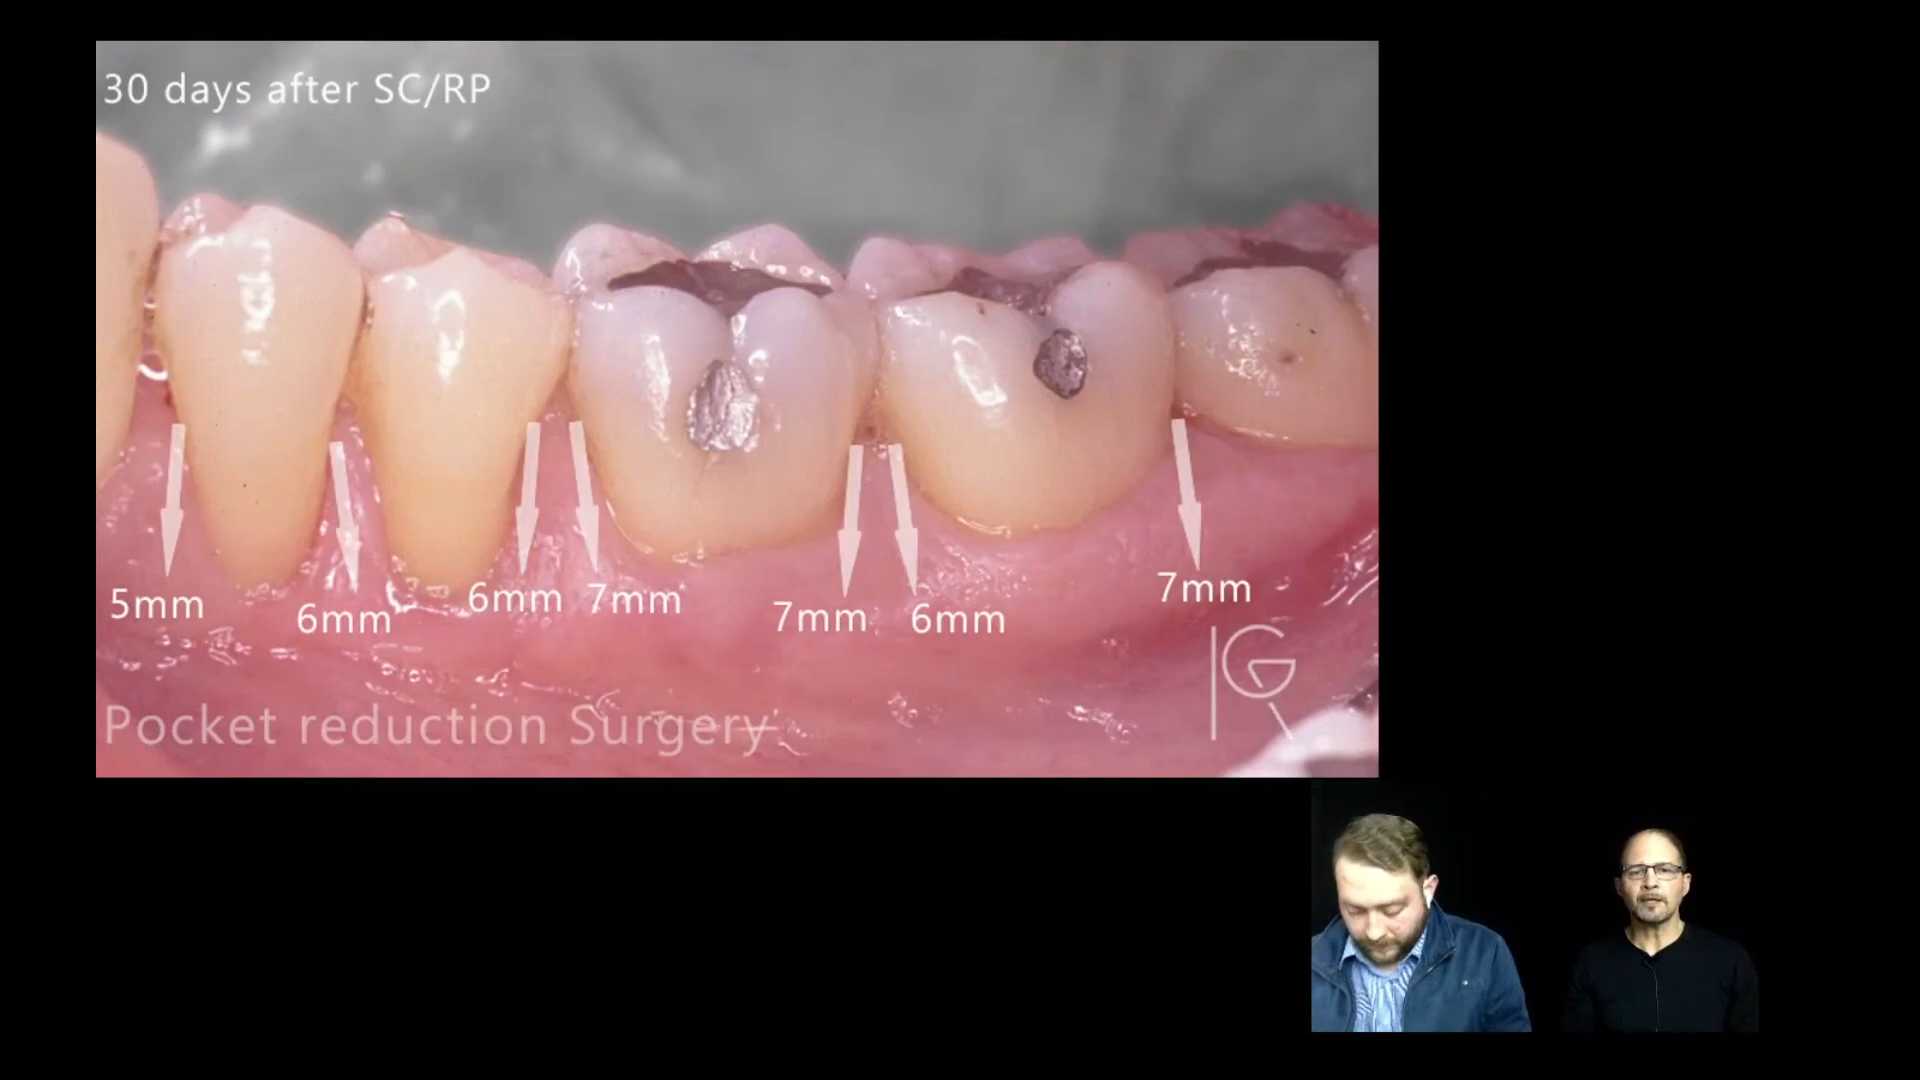 30 days after SC/RP
5mm
6mm
6mm
7mm
7mm
6mm
7mm
Pocket reduction Surgery